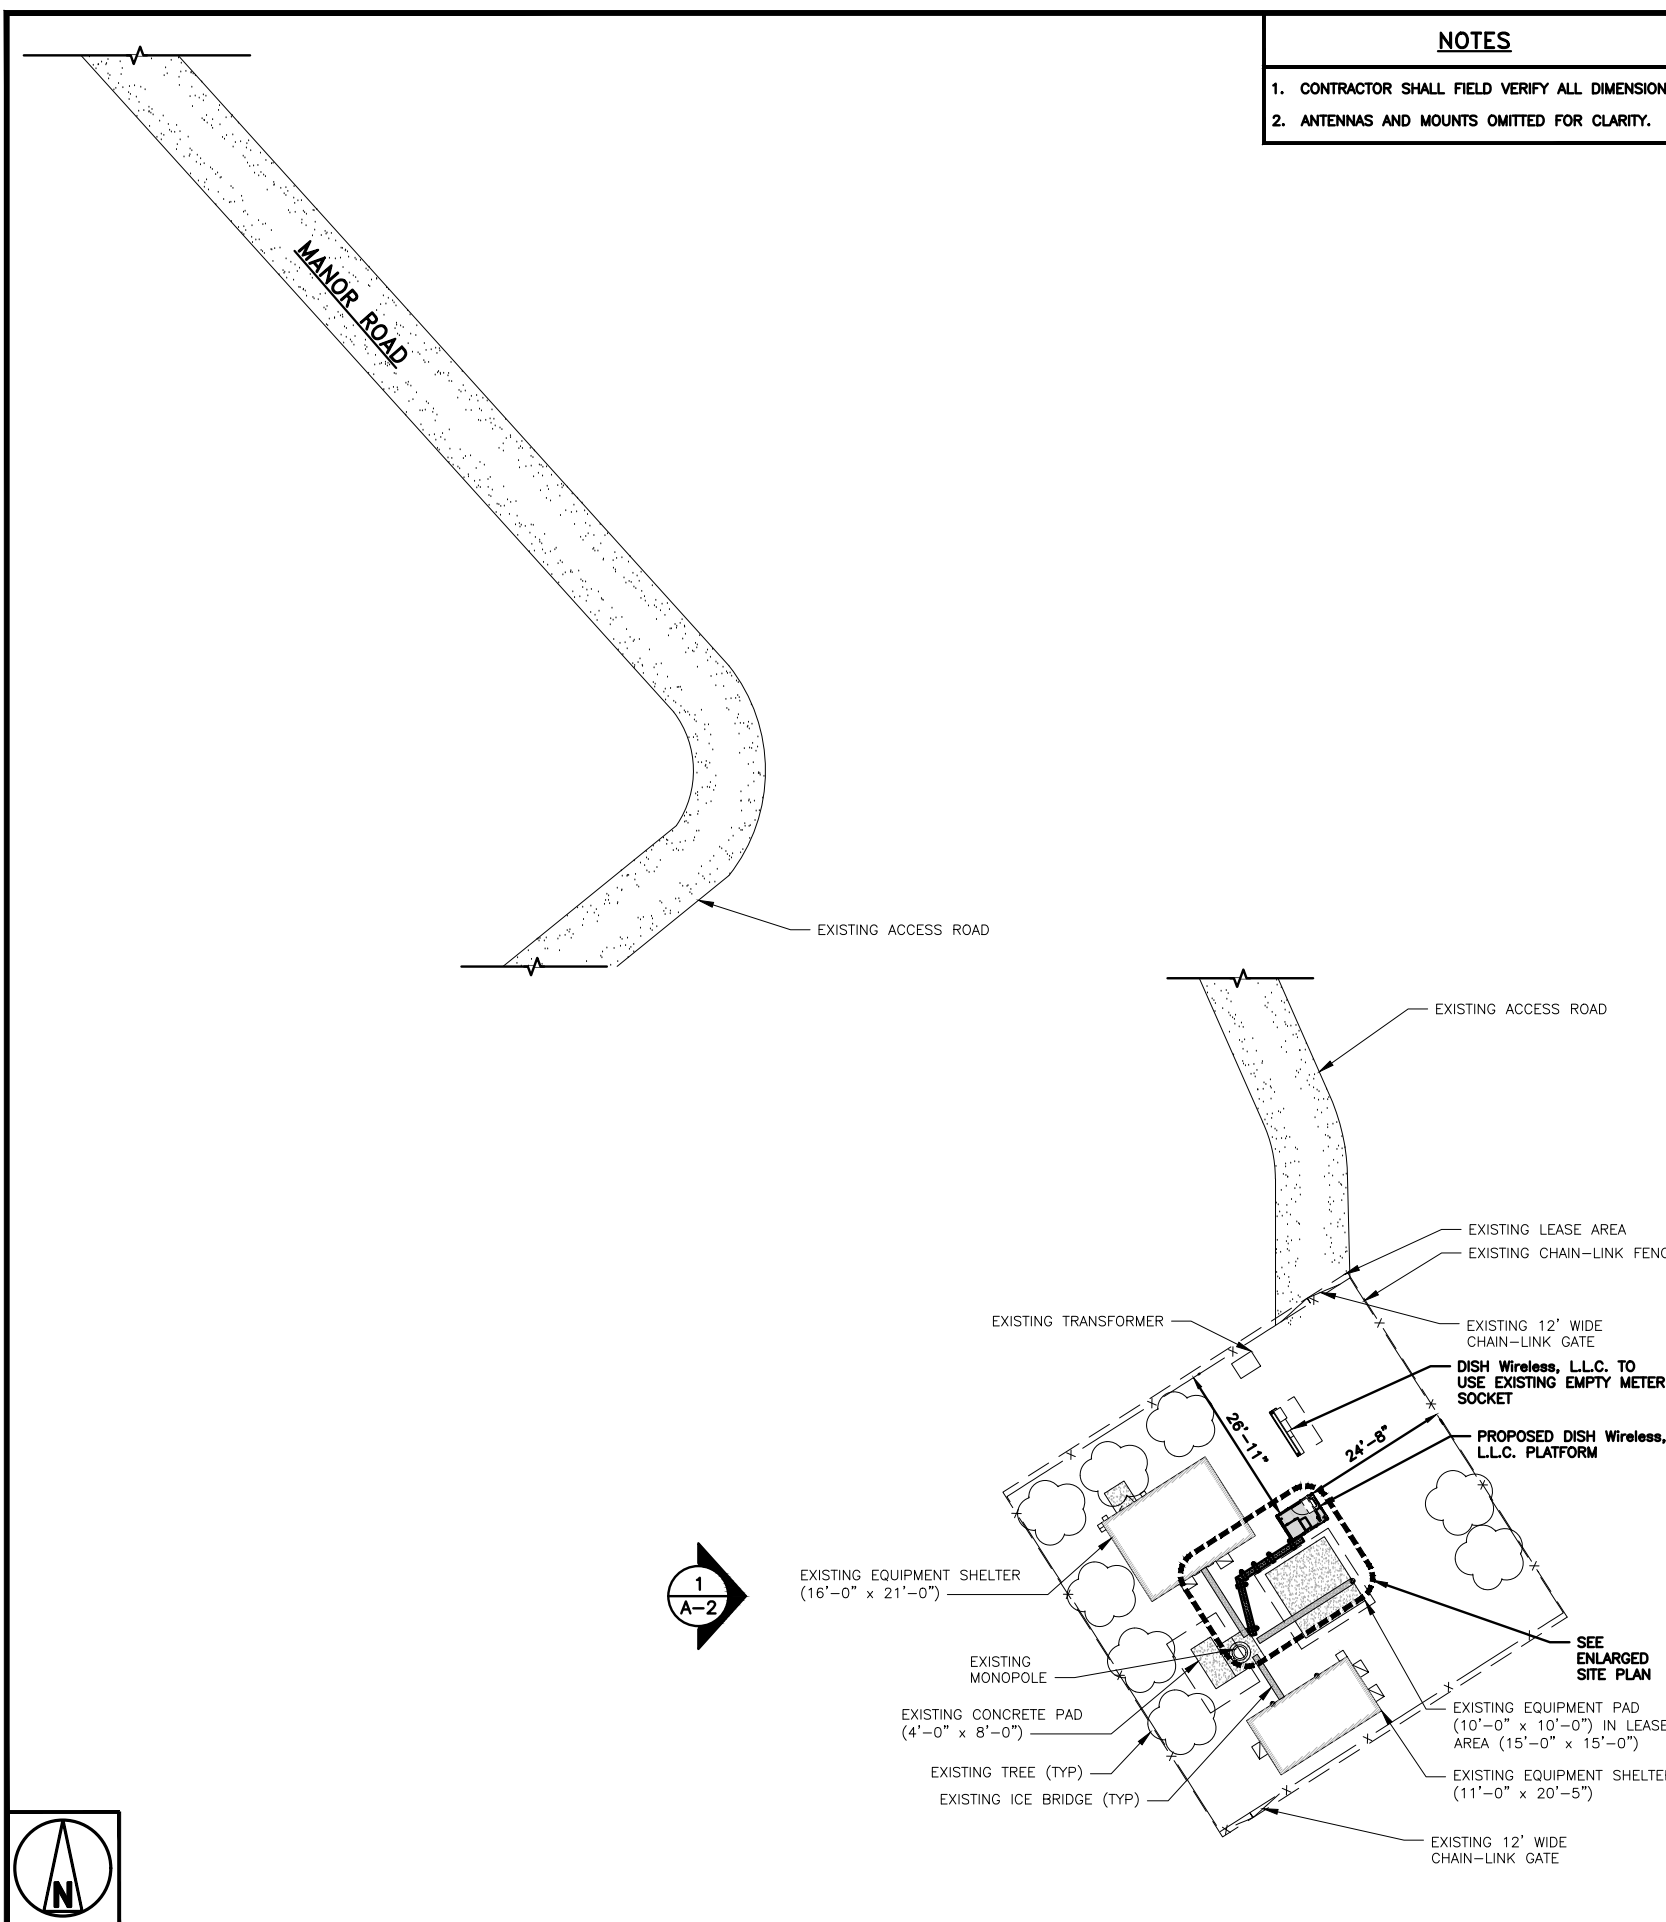 NOTES
1. CONTRACTOR SHALL FIELD VERIFY ALL DIMENSION
2. ANTENNAS AND MOUNTS OMITTED FOR CLARITY.
MANOR ROAD
EXISTING ACCESS ROAD
EXISTING ACCESS ROAD
EXISTING LEASE AREA
EXISTING CHAIN-LINK FENC
EXISTING TRANSFORMER
EXISTING 12' WIDE
CHAIN-LINK GATE
DISH Wireless, L.L.C. TO
USE EXISTING EMPTY METER
SOCKET
26'-11"
24'-8"
PROPOSED DISH Wireless,
L.L.C. PLATFORM
1
A-2
EXISTING EQUIPMENT SHELTER
(16'-0" x 21'-0")
SEE
ENLARGED
SITE PLAN
EXISTING
MONOPOLE
EXISTING CONCRETE PAD
(4'-0" x 8'-0")
EXISTING EQUIPMENT PAD
(10'-0" x 10'-0") IN LEASE
AREA (15'-0" x 15'-0")
EXISTING TREE (TYP)
EXISTING ICE BRIDGE (TYP)
EXISTING EQUIPMENT SHELTER
(11'-0" x 20'-5")
EXISTING 12' WIDE
CHAIN-LINK GATE
N